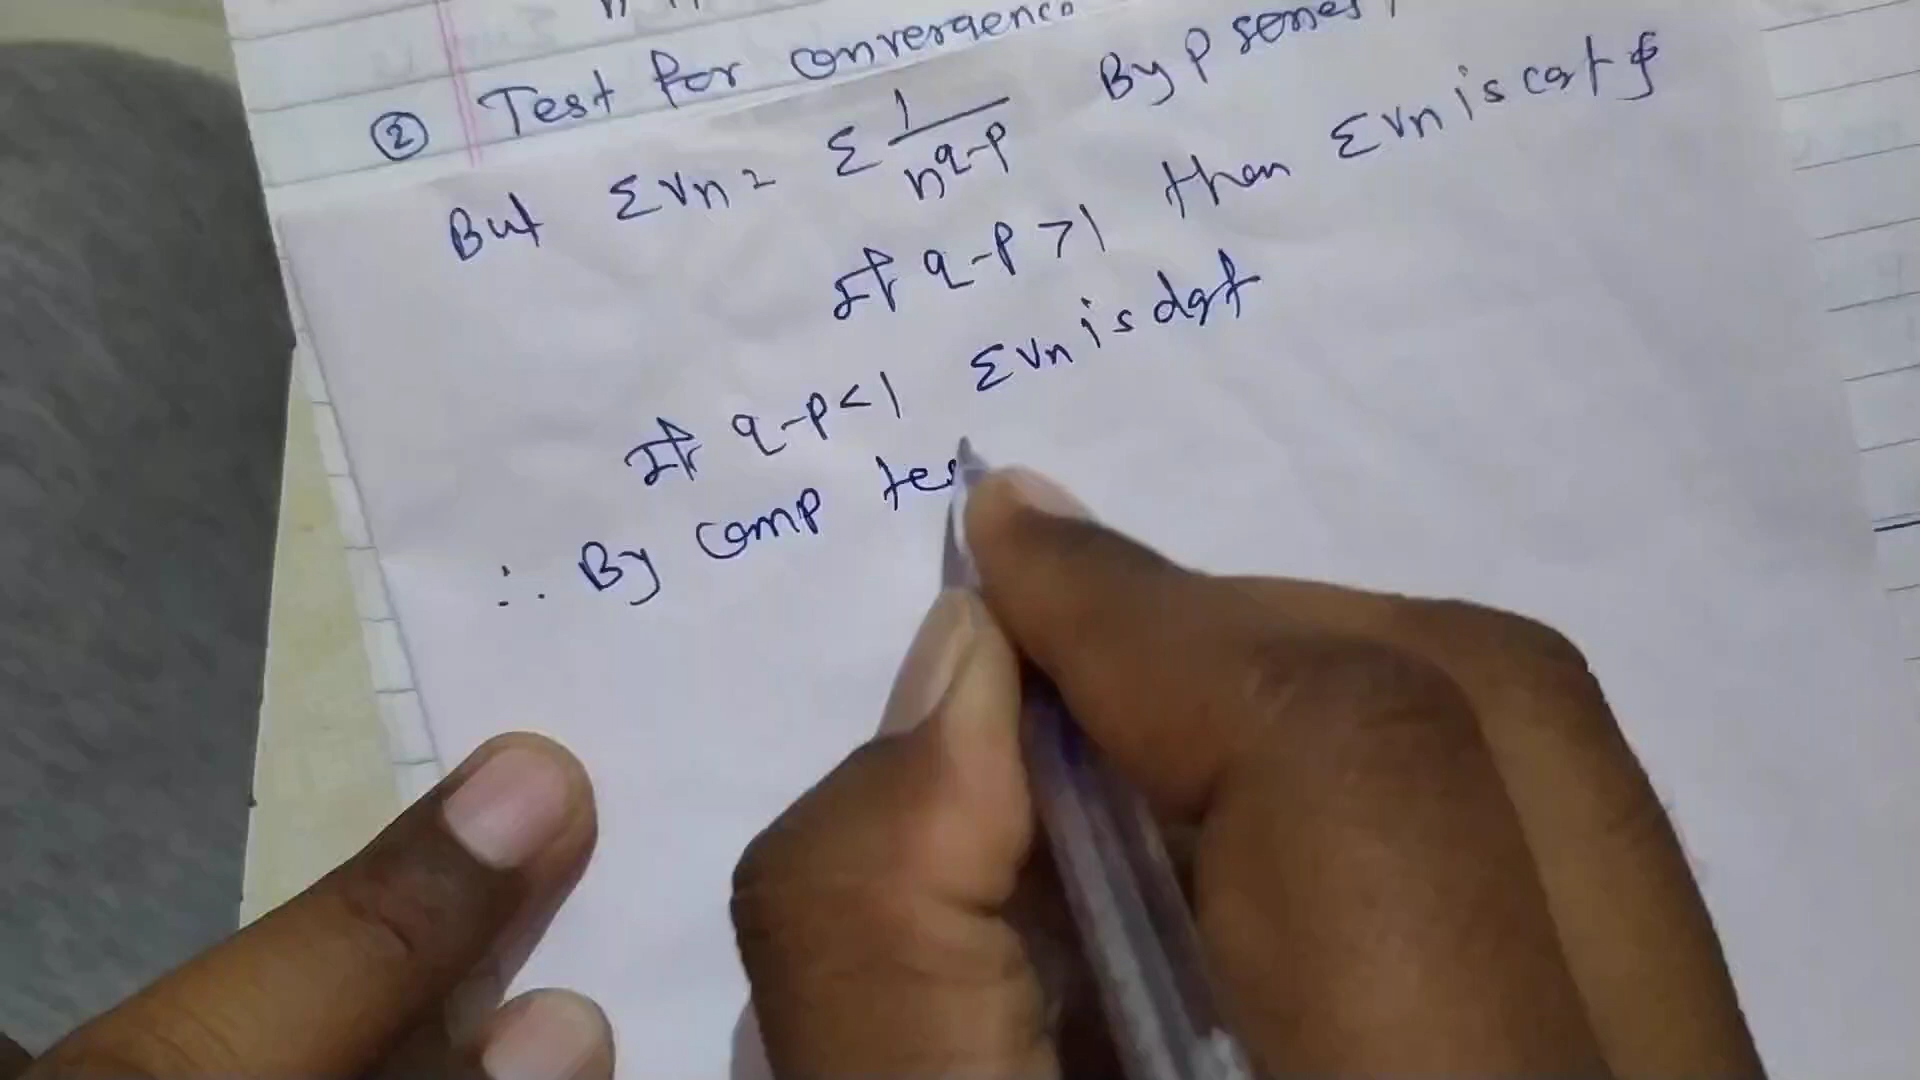 ② Test for convergence
But Σvn = Σ 1/n^q-p By p series,
If q-p > 1 then Σvn is cgt &
If q-p < 1 Σvn is dgt
∴ By comp tes